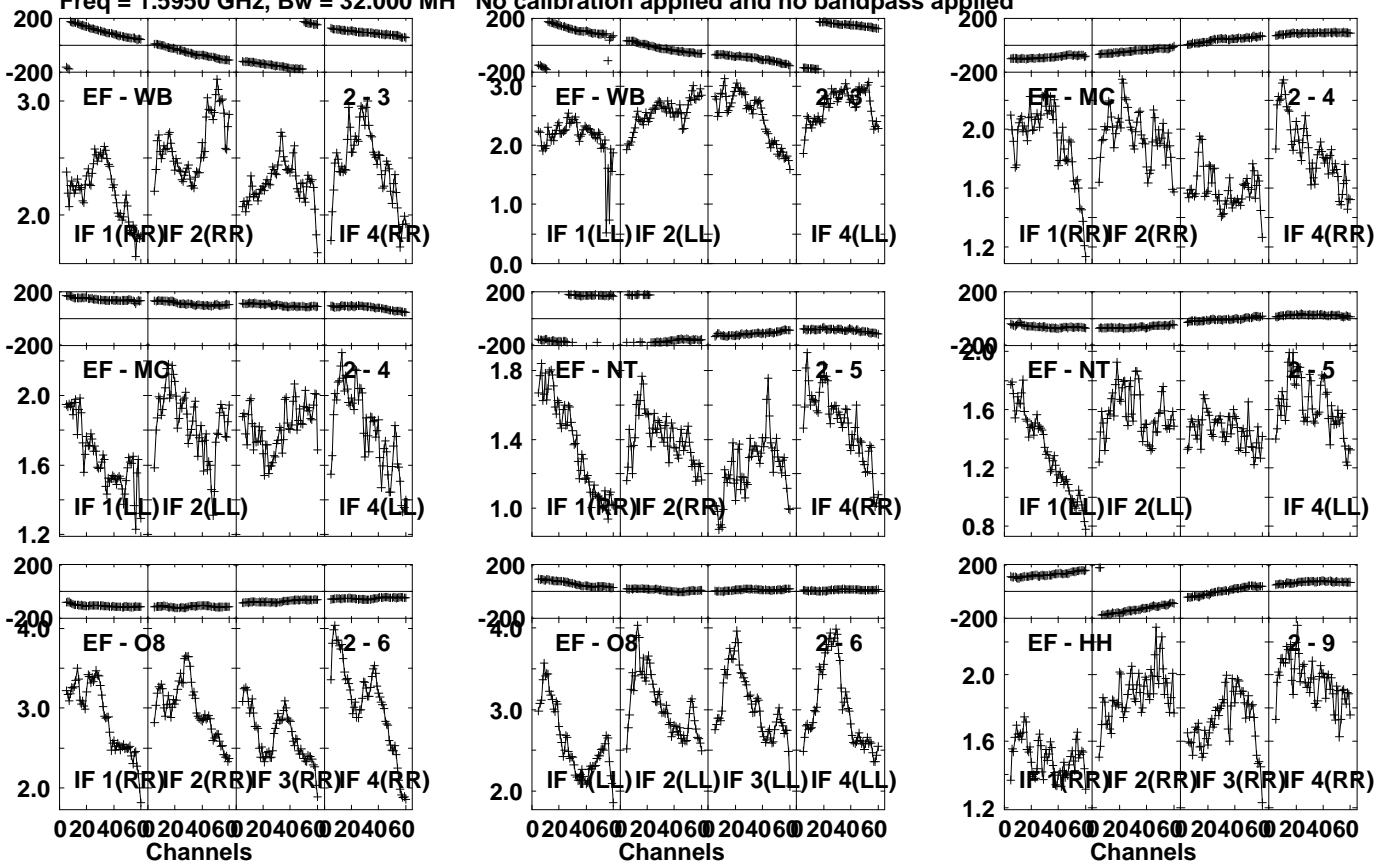 Freq = 1.5950 GHz, Bw = 32.000 MH No calibration applied and no bandpass applied
200
-200
EF - WB 2 - 3
3.0
2.0
IF 1(RR) IF 2(RR) IF 4(RR)
200
-200
EF - WB 2 - 3
3.0
2.0
1.0
0.0
IF 1(LL) IF 2(LL) IF 4(LL)
200
-200
EF - MC 2 - 4
2.0
1.6
1.2
IF 1(RR) IF 2(RR) IF 4(RR)
200
-200
EF - MC 2 - 4
2.0
1.6
1.2
IF 1(LL) IF 2(LL) IF 4(LL)
200
-200
EF - NT 2 - 5
1.8
1.4
1.0
IF 1(RR) IF 2(RR) IF 4(RR)
200
-200
2.0
EF - NT 2 - 5
1.6
1.2
0.8
IF 1(LL) IF 2(LL) IF 4(LL)
200
-200
4.0
EF - O8 2 - 6
3.0
2.0
IF 1(RR) IF 2(RR) IF 3(RR) IF 4(RR)
0 20 40 60 0 20 40 60 0 20 40 60 0 20 40 60
Channels
200
-200
4.0
EF - O8 2 - 6
3.0
2.0
IF 1(LL) IF 2(LL) IF 3(LL) IF 4(LL)
0 20 40 60 0 20 40 60 0 20 40 60 0 20 40 60
Channels
200
-200
EF - HH 2 - 9
2.0
1.6
1.2
IF 1(RR) IF 2(RR) IF 3(RR) IF 4(RR)
0 20 40 60 0 20 40 60 0 20 40 60 0 20 40 60
Channels